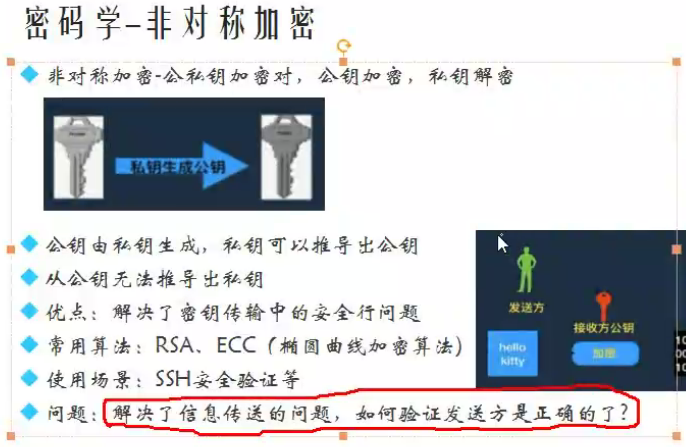 密码学-非对称加密
非对称加密-公私钥加密对，公钥加密，私钥解密
私钥生成公钥
公钥由私钥生成，私钥可以推导出公钥
从公钥无法推导出私钥
优点：解决了密钥传输中的安全行问题
常用算法：RSA、ECC（椭圆曲线加密算法）
使用场景：SSH安全验证等
问题：解决了信息传送的问题，如何验证发送方是正确的了？
发送方
接收方公钥
hello
kitty
加密